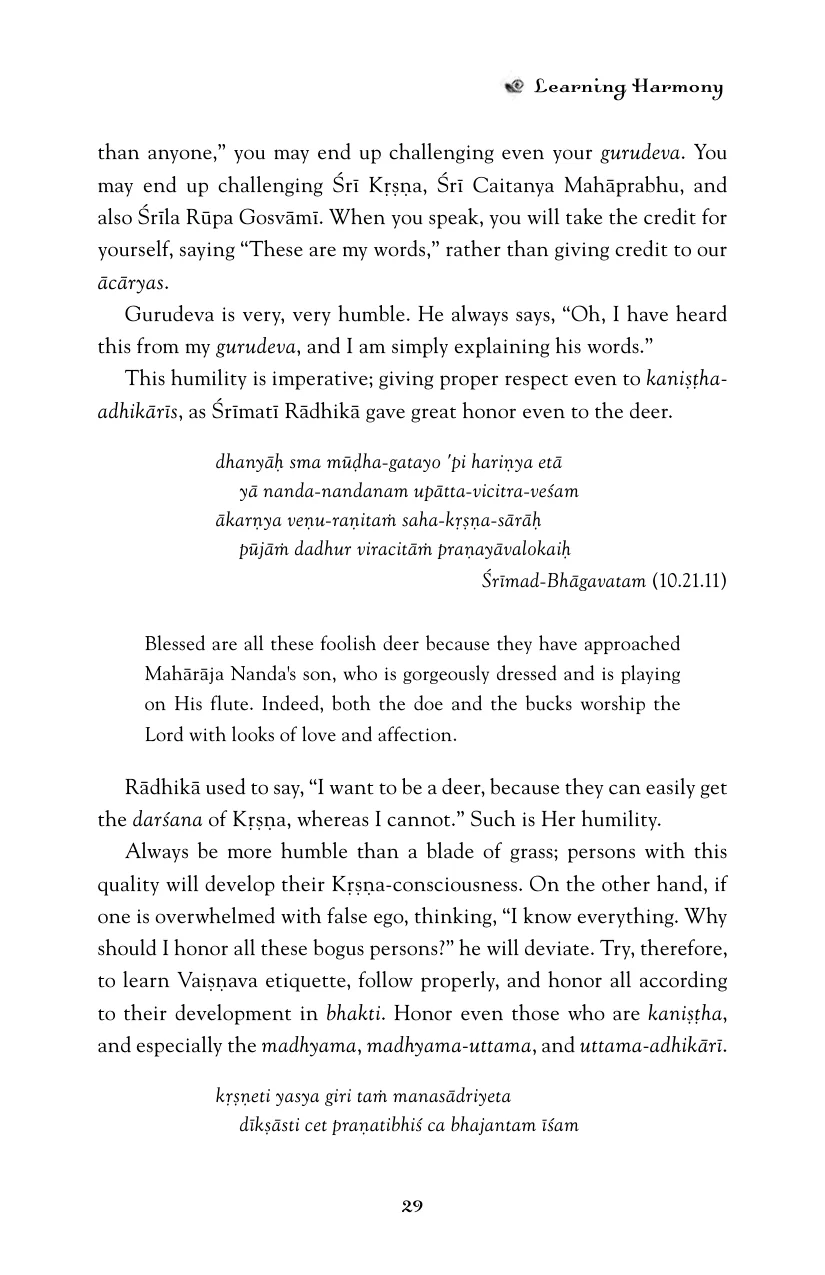 Learning Harmony
than anyone,” you may end up challenging even your gurudeva. You
may end up challenging Śrī Kṛṣṇa, Śrī Caitanya Mahāprabhu, and
also Śrīla Rūpa Gosvāmī. When you speak, you will take the credit for
yourself, saying “These are my words,” rather than giving credit to our
ācāryas.
Gurudeva is very, very humble. He always says, “Oh, I have heard
this from my gurudeva, and I am simply explaining his words.”
This humility is imperative; giving proper respect even to kaniṣṭha-
adhikārīs, as Śrīmatī Rādhikā gave great honor even to the deer.
dhanyāḥ sma mūḍha-gatayo 'pi hariṇya etā
yā nanda-nandanam upātta-vicitra-veśam
ākarṇya veṇu-raṇitaṁ saha-kṛṣṇa-sārāḥ
pūjāṁ dadhur viracitāṁ praṇayāvalokaiḥ
Śrīmad-Bhāgavatam (10.21.11)
Blessed are all these foolish deer because they have approached
Mahārāja Nanda's son, who is gorgeously dressed and is playing
on His flute. Indeed, both the doe and the bucks worship the
Lord with looks of love and affection.
Rādhikā used to say, “I want to be a deer, because they can easily get
the darśana of Kṛṣṇa, whereas I cannot.” Such is Her humility.
Always be more humble than a blade of grass; persons with this
quality will develop their Kṛṣṇa-consciousness. On the other hand, if
one is overwhelmed with false ego, thinking, “I know everything. Why
should I honor all these bogus persons?” he will deviate. Try, therefore,
to learn Vaiṣṇava etiquette, follow properly, and honor all according
to their development in bhakti. Honor even those who are kaniṣṭha,
and especially the madhyama, madhyama-uttama, and uttama-adhikārī.
kṛṣṇeti yasya giri taṁ manasādriyeta
dīkṣāsti cet praṇatibhiś ca bhajantam īśam
29